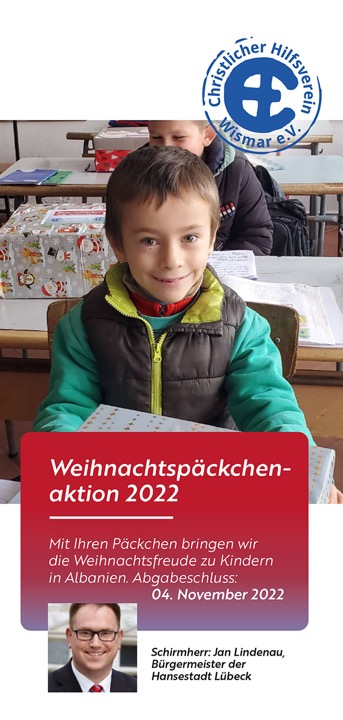 Christlicher Hilfsverein
Wismar e.V.
Weihnachtspäckchen-
aktion 2022
Mit Ihren Päckchen bringen wir
die Weihnachtsfreude zu Kindern
in Albanien. Abgabeschluss:
04. November 2022
Schirmherr: Jan Lindenau,
Bürgermeister der
Hansestadt Lübeck